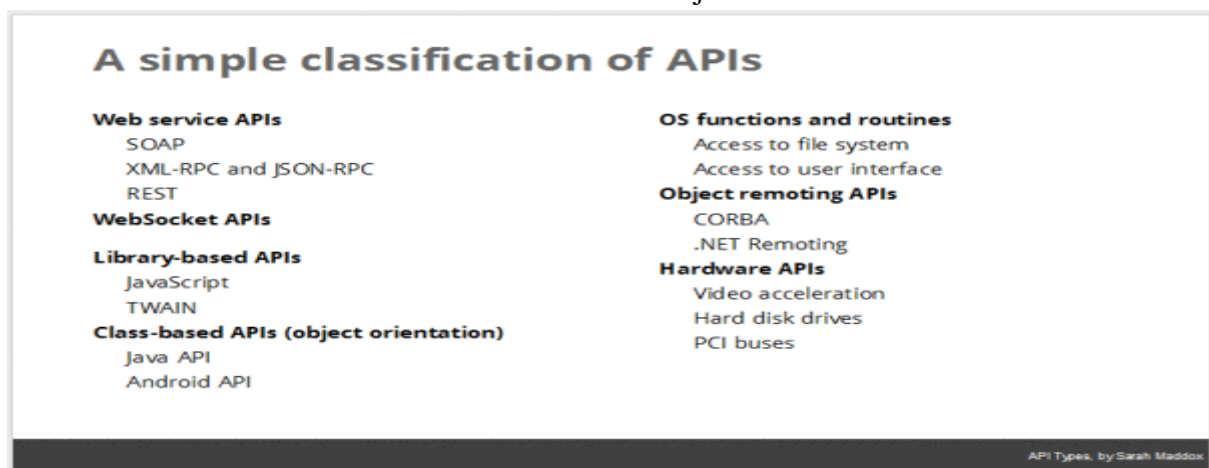 A simple classification of APIs
Web service APIs
SOAP
XML-RPC and JSON-RPC
REST
WebSocket APIs
Library-based APIs
JavaScript
TWAIN
Class-based APIs (object orientation)
Java API
Android API
OS functions and routines
Access to file system
Access to user interface
Object remoting APIs
CORBA
.NET Remoting
Hardware APIs
Video acceleration
Hard disk drives
PCI buses
API Types, by Sarah Maddox